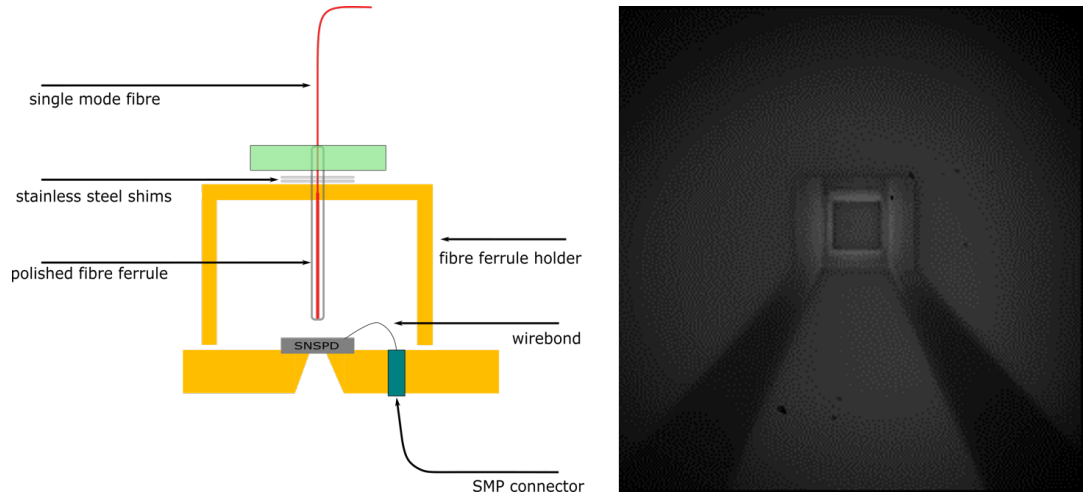 single mode fibre
stainless steel shims
polished fibre ferrule
fibre ferrule holder
wirebond
SNSPD
SMP connector